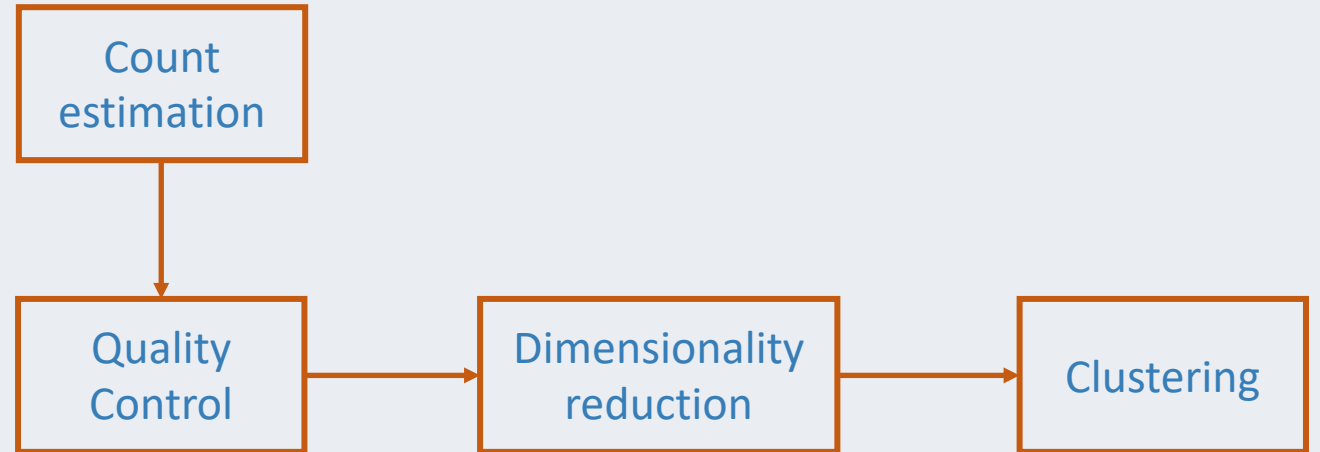 Count
estimation
Quality
Control
Dimensionality
reduction
Clustering